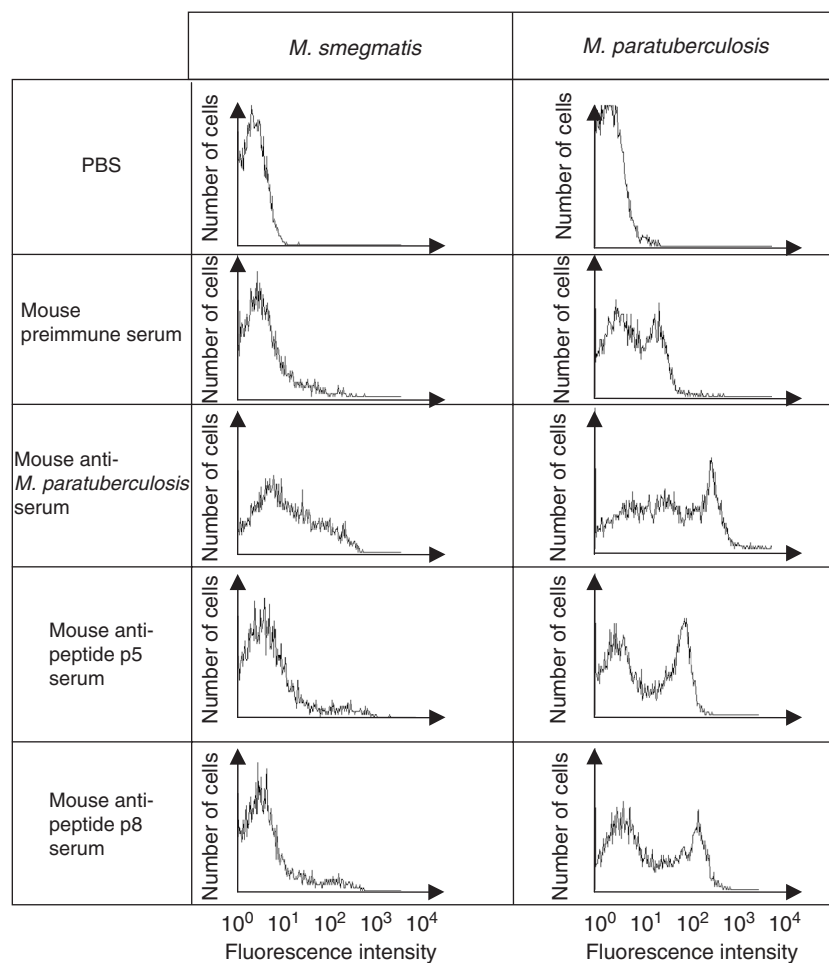 M. smegmatis
M. paratuberculosis
PBS
Number of cells
Number of cells
Mouse
preimmune serum
Number of cells
Number of cells
Mouse anti-
M. paratuberculosis
serum
Number of cells
Number of cells
Mouse anti-
peptide p5
serum
Number of cells
Number of cells
Mouse anti-
peptide p8
serum
Number of cells
Number of cells
10⁰ 10¹ 10² 10³ 10⁴
10⁰ 10¹ 10² 10³ 10⁴
Fluorescence intensity
Fluorescence intensity